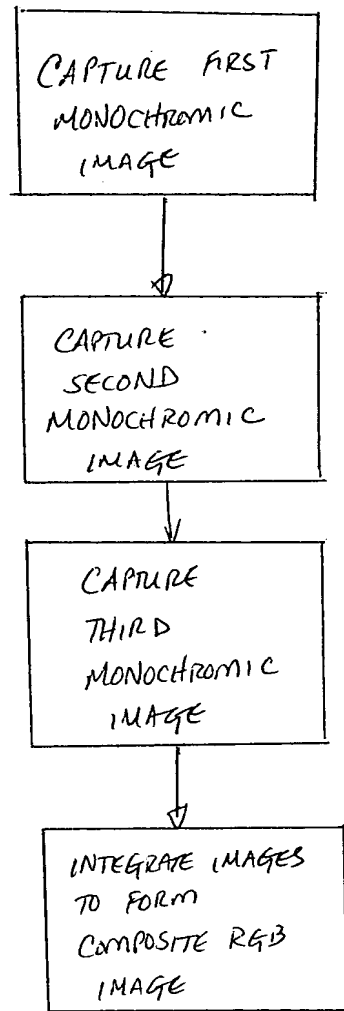 CAPTURE FIRST
MONOCHROMIC
IMAGE
CAPTURE
SECOND
MONOCHROMIC
IMAGE
CAPTURE
THIRD
MONOCHROMIC
IMAGE
INTEGRATE IMAGES
TO FORM
COMPOSITE RGB
IMAGE